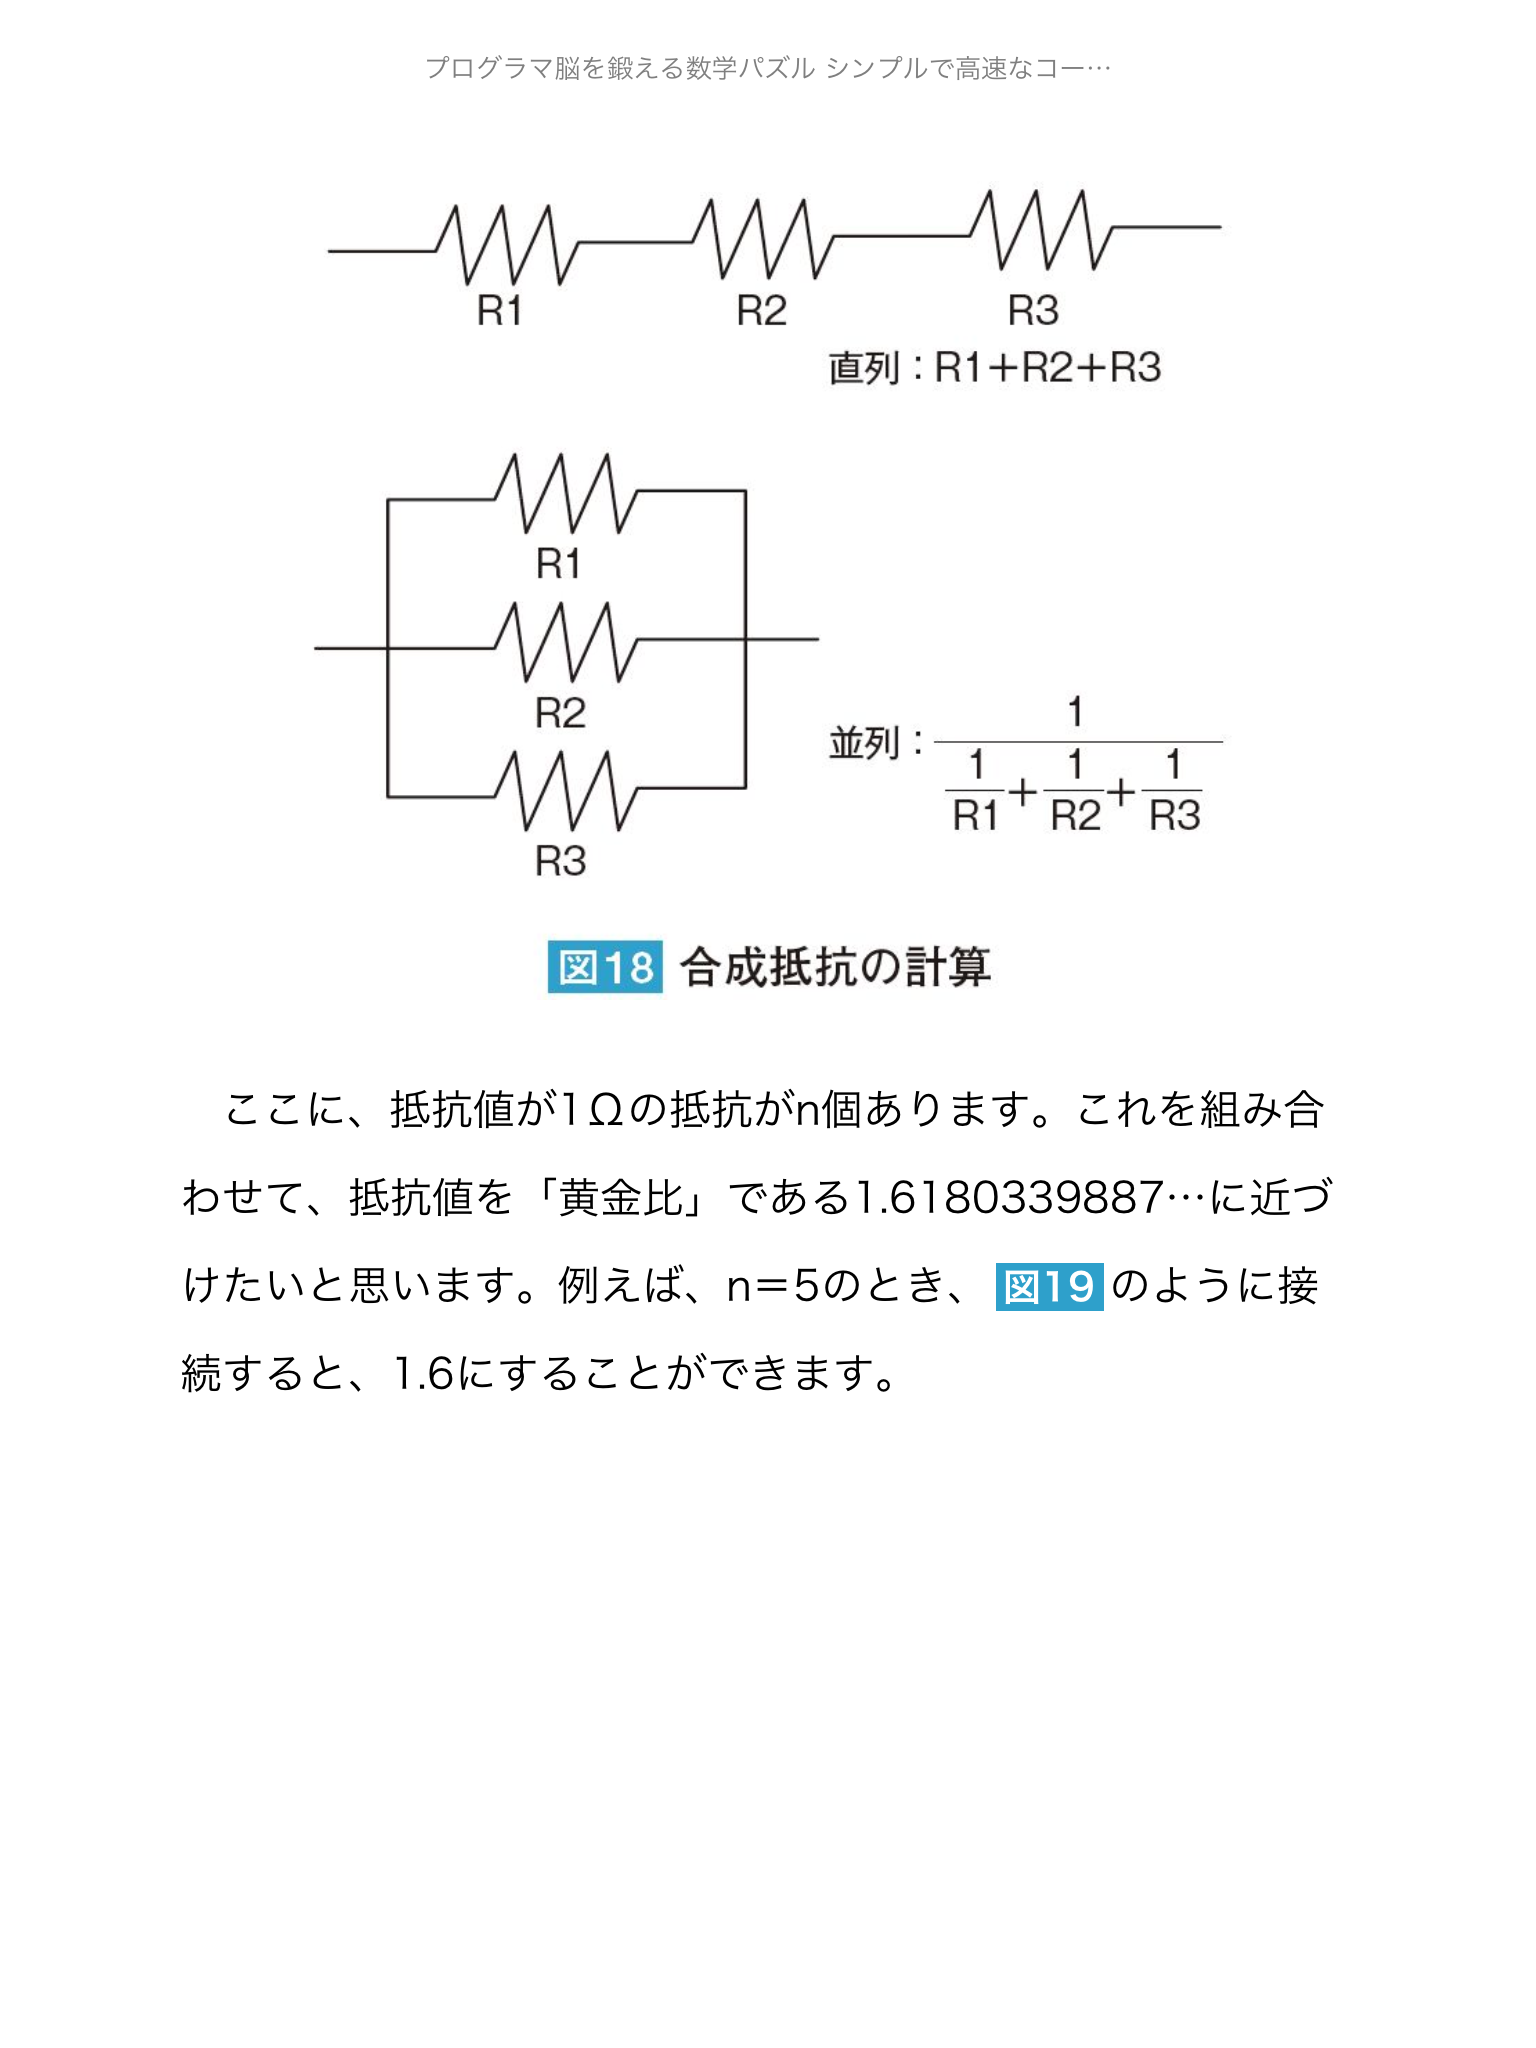 プログラマ脳を鍛える数学パズル シンプルで高速なコー…
R1
R2
R3
直列：R1＋R2＋R3
R1
R2
R3
並列：
1
1
1
1
R1
＋
R2
＋
R3
図18 合成抵抗の計算
ここに、抵抗値が1Ωの抵抗がn個あります。これを組み合
わせて、抵抗値を「黄金比」である1.6180339887…に近づ
けたいと思います。例えば、n＝5のとき、図19のように接
続すると、1.6にすることができます。